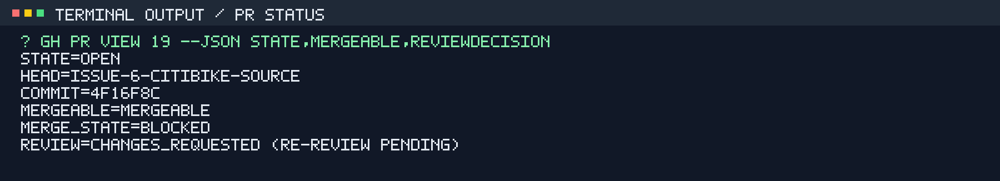 TERMINAL OUTPUT / PR STATUS
? GH PR VIEW 19 --JSON STATE,MERGEABLE,REVIEWDECISION
STATE=OPEN
HEAD=ISSUE-6-CITIBIKE-SOURCE
COMMIT=4F16F8C
MERGEABLE=MERGEABLE
MERGE_STATE=BLOCKED
REVIEW=CHANGES_REQUESTED (RE-REVIEW PENDING)